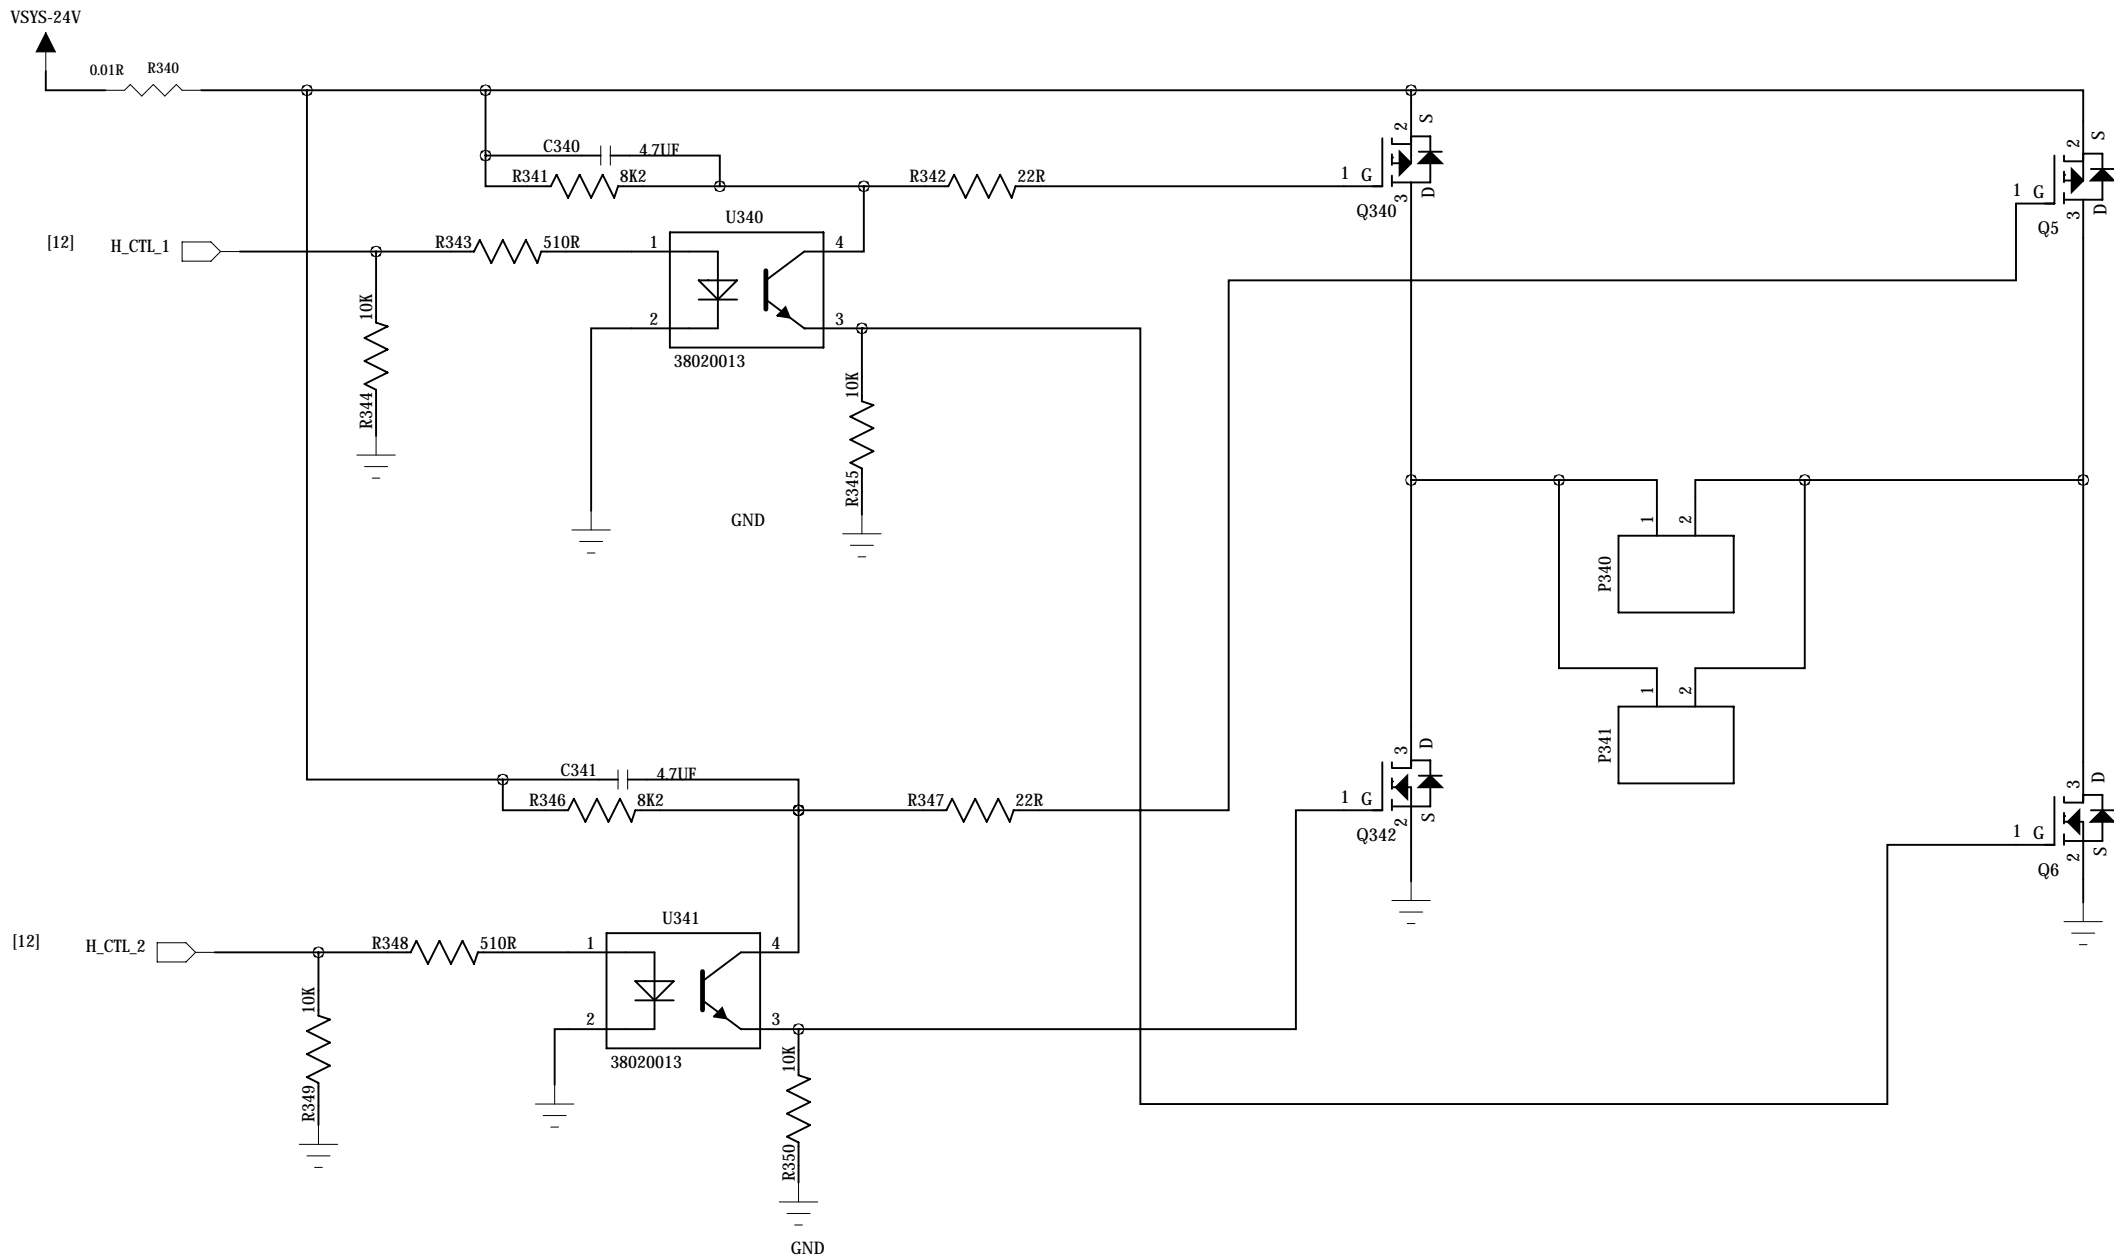 VSYS-24V
0.01R R340
C340 4.7UF
R341 8K2
R342 22R
1 G
2 S
3 D
Q340
2 S
1 G
3 D
Q5
U340
[12] H_CTL_1
R343 510R
1 4
2 3
38020013
10K
R344
10K
R345
GND
1 2
P340
1 2
P341
C341 4.7UF
R346 8K2
R347 22R
3 D
1 G
2 S
Q342
3 D
1 G
2 S
Q6
U341
[12] H_CTL_2
R348 510R
1 4
2 3
38020013
10K
R349
10K
R350
GND